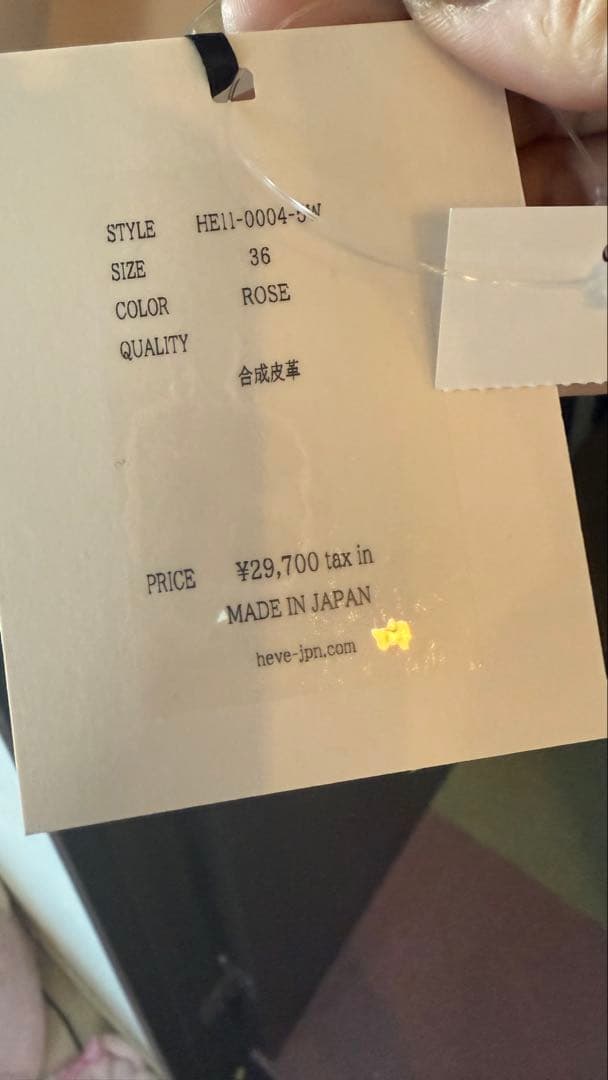 STYLE HE11-0004-5W
SIZE 36
COLOR ROSE
QUALITY
合成皮革
PRICE ¥29,700 tax in
MADE IN JAPAN
heve-jpn.com